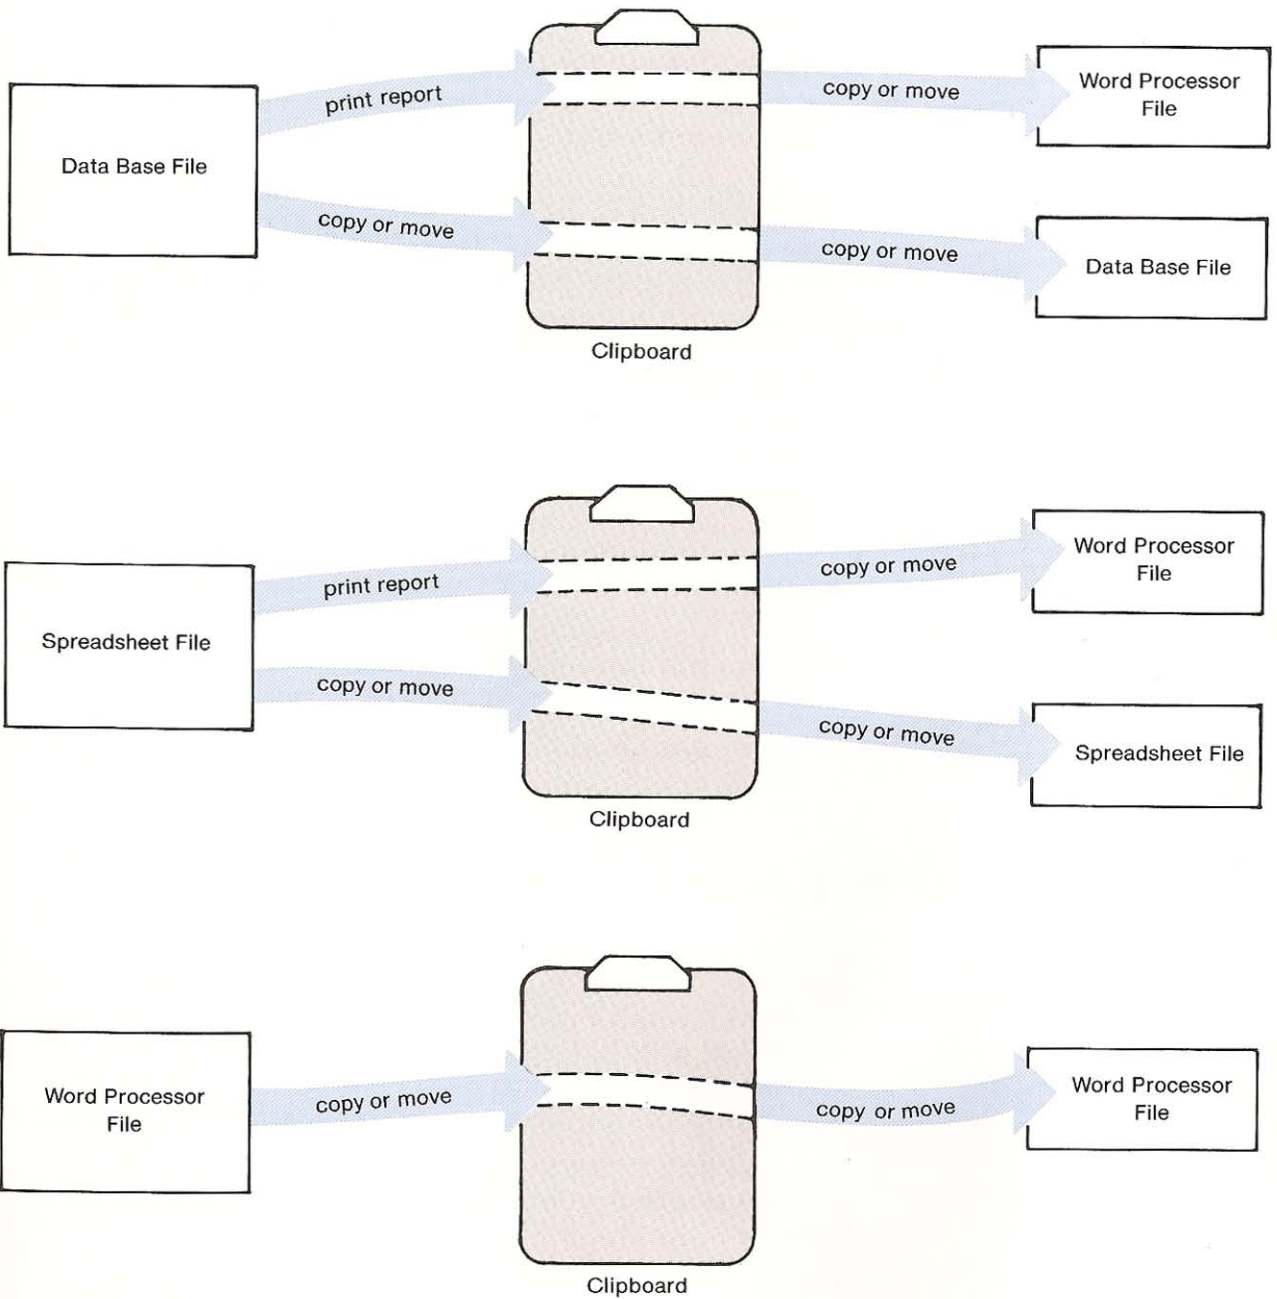 Data Base File
print report
copy or move
copy or move
copy or move
Word Processor
File
Data Base File
Clipboard
Spreadsheet File
print report
copy or move
copy or move
copy or move
Word Processor
File
Spreadsheet File
Clipboard
Word Processor
File
copy or move
copy or move
Word Processor
File
Clipboard